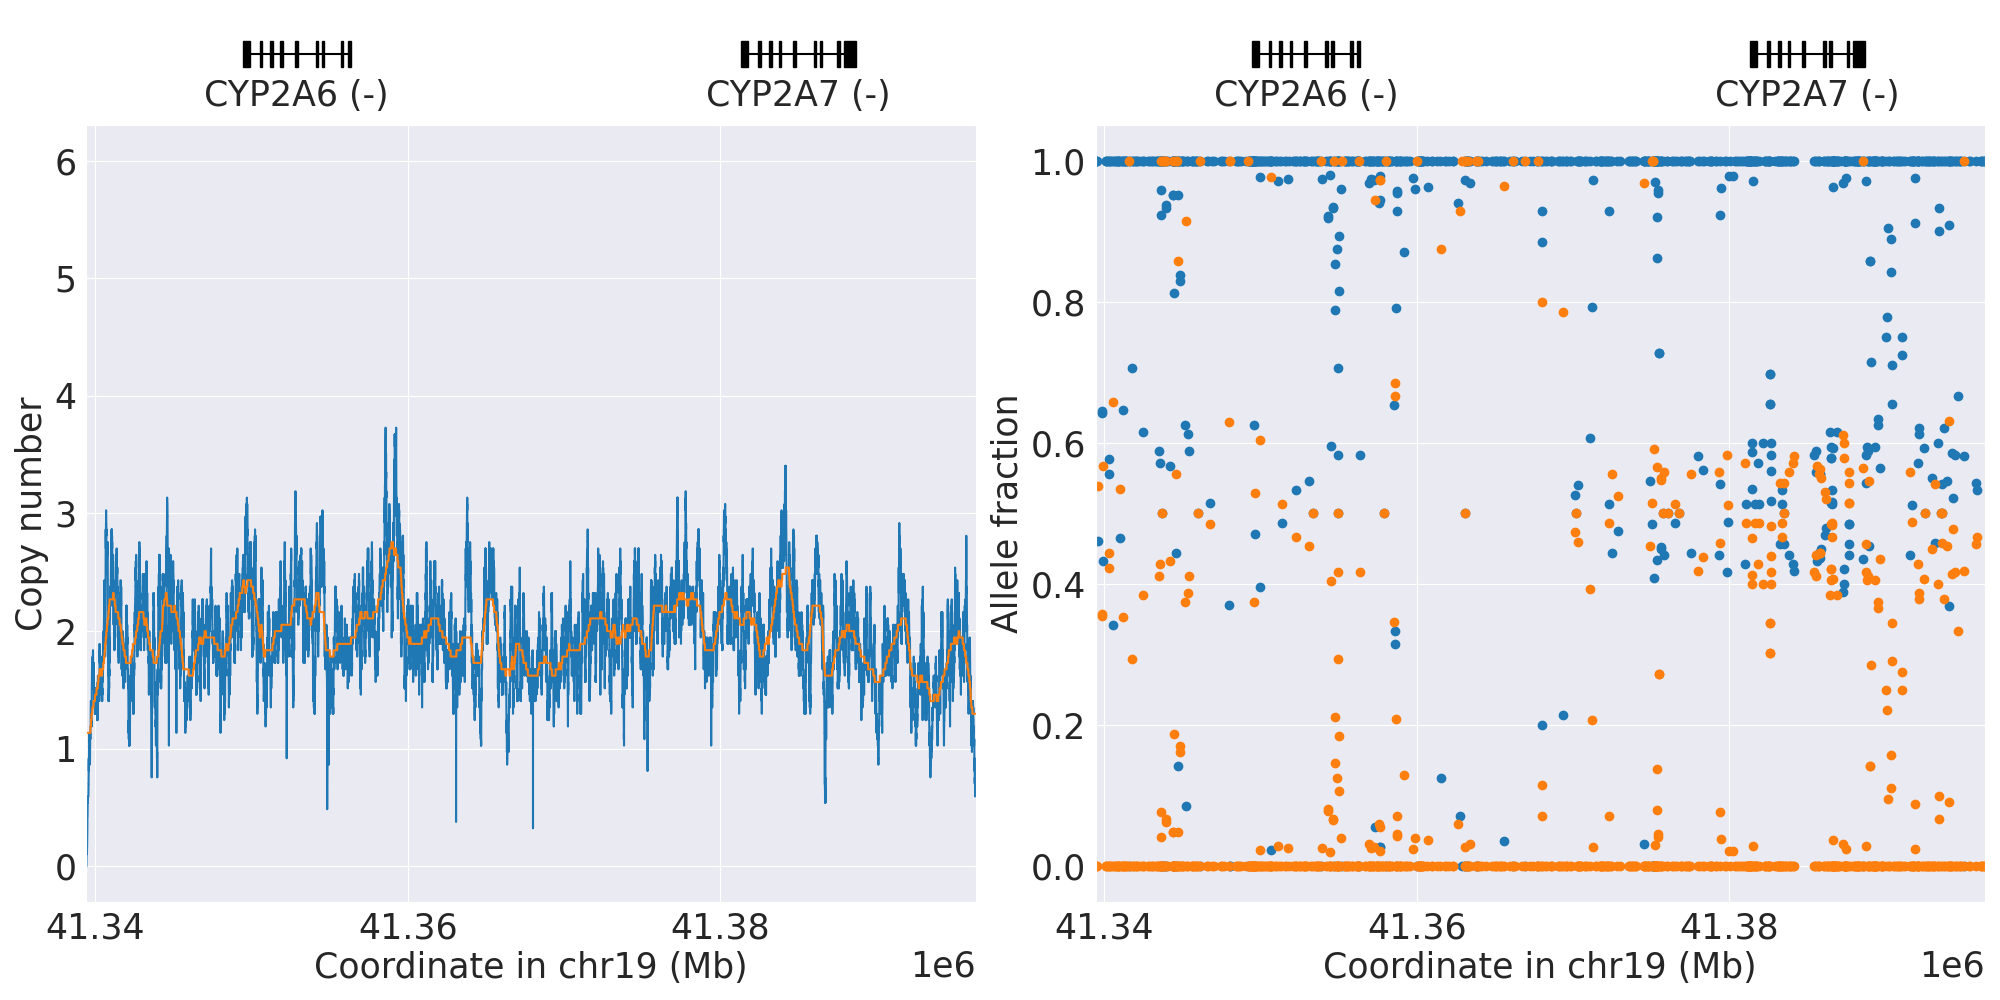 CYP2A6 (-)
CYP2A7 (-)
6
5
4
3
2
1
0
Copy number
41.34
41.36
41.38
Coordinate in chr19 (Mb)
1e6
CYP2A6 (-)
CYP2A7 (-)
1.0
0.8
0.6
0.4
0.2
0.0
Allele fraction
41.34
41.36
41.38
Coordinate in chr19 (Mb)
1e6